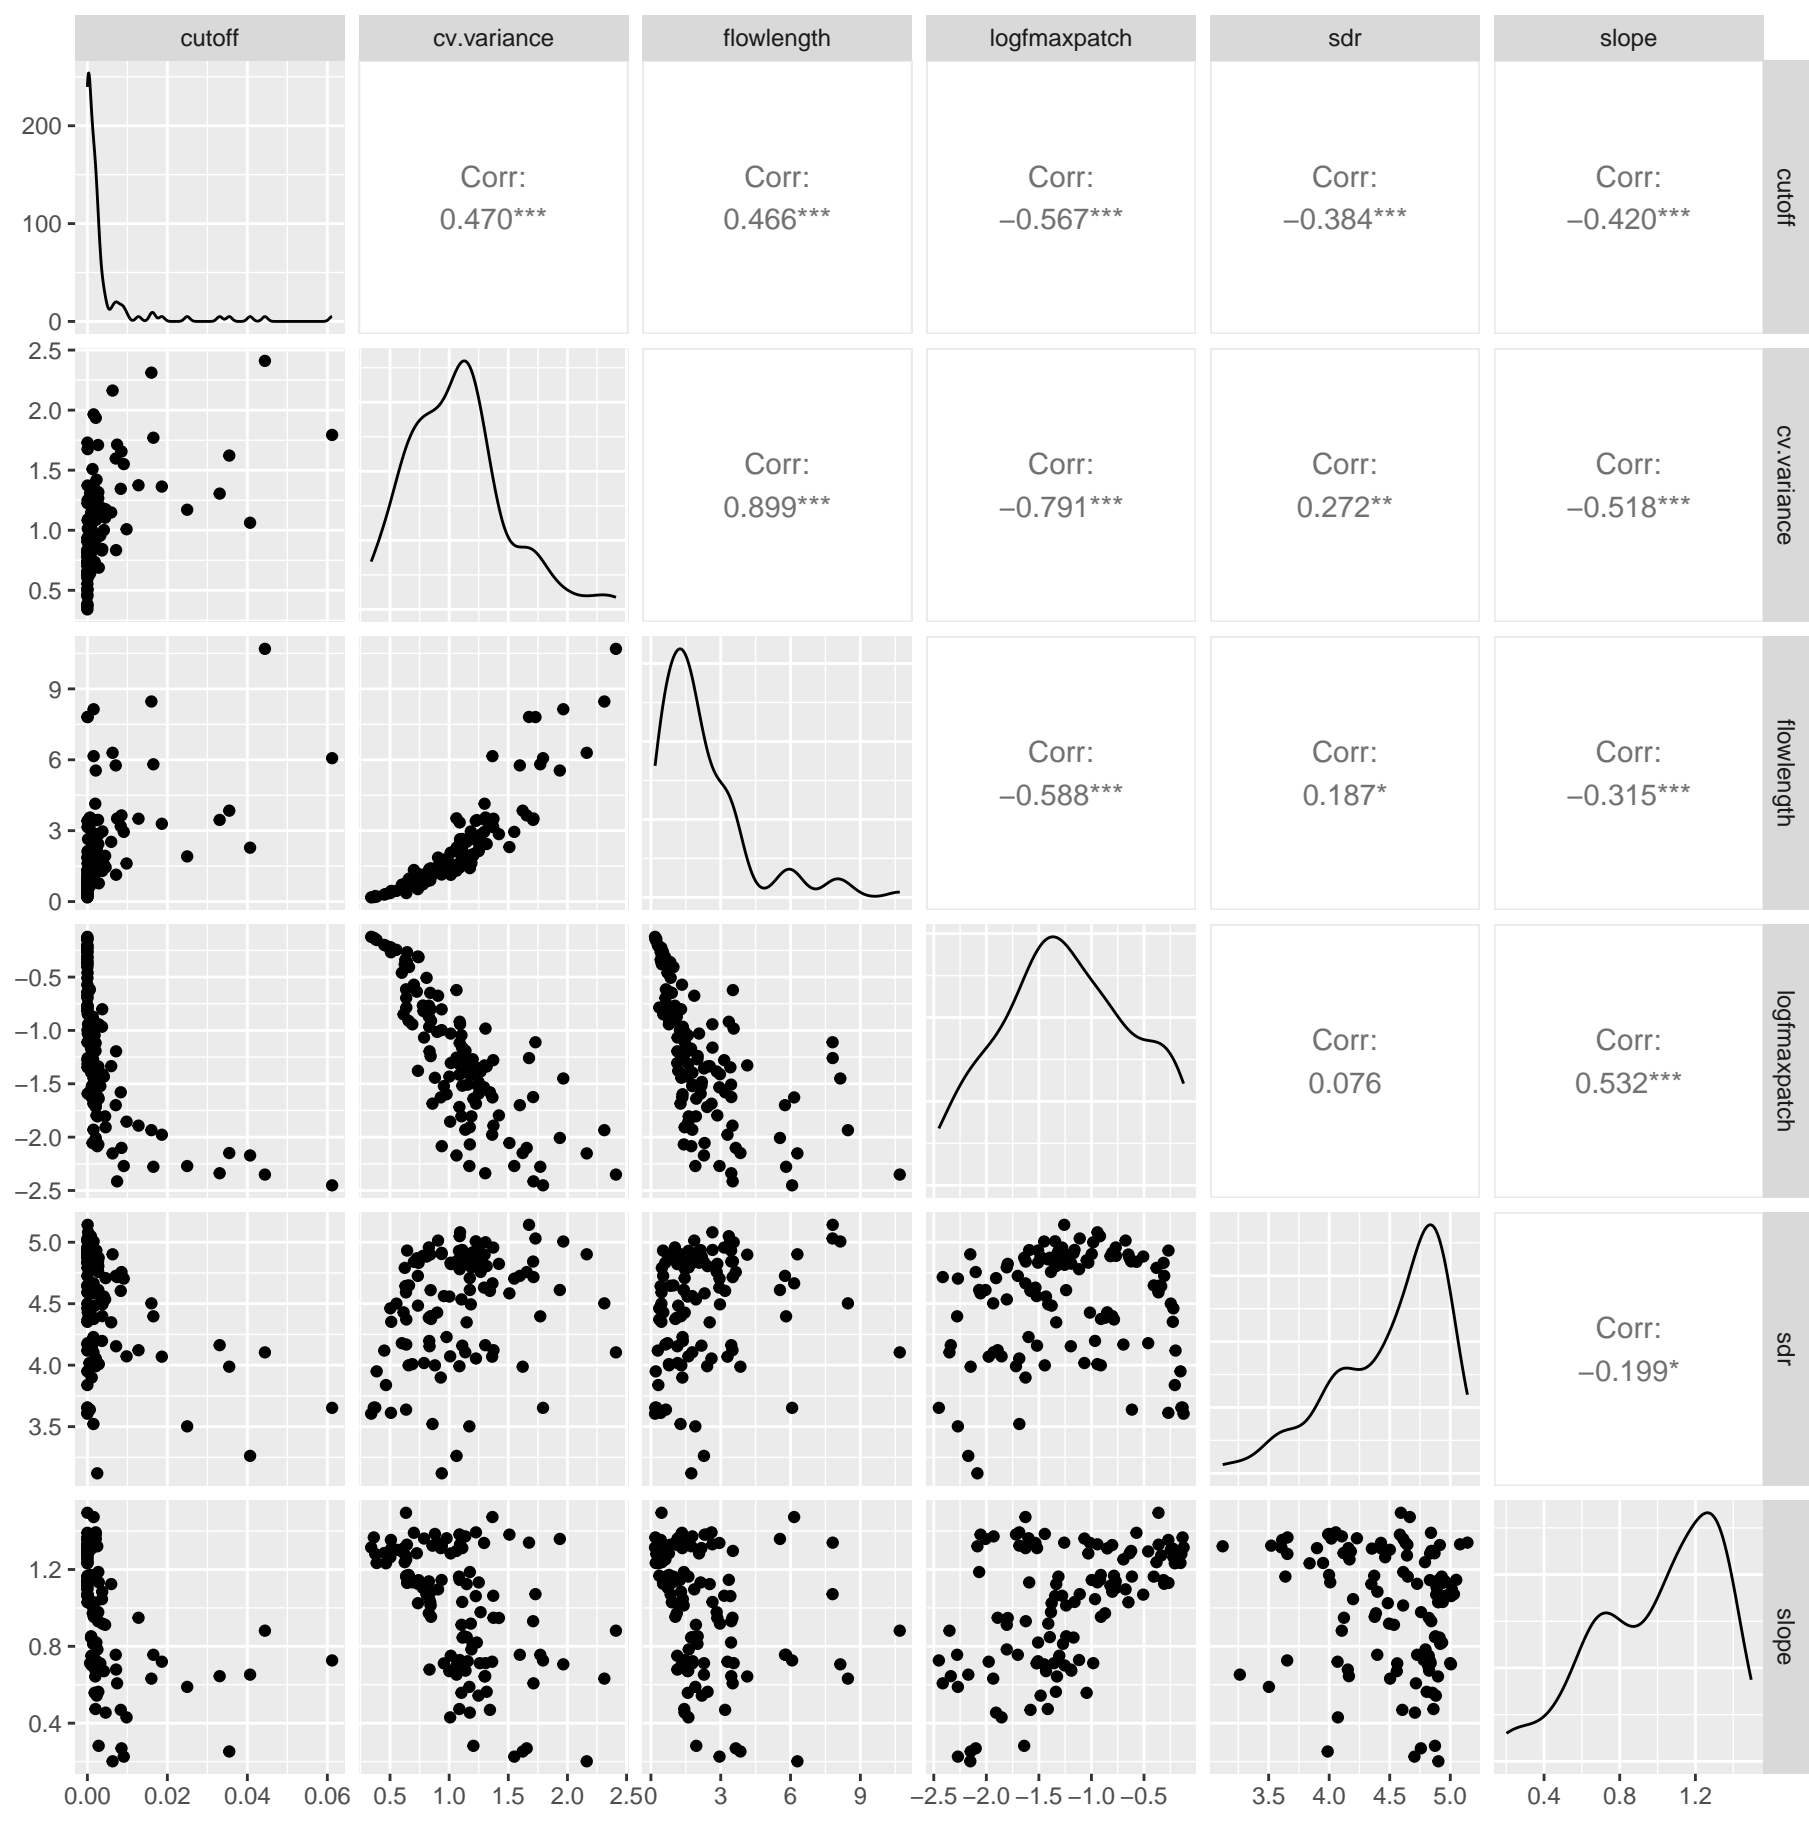 cutoff cv.variance flowlength logfmaxpatch sdr slope
200
100
0
Corr:
0.470***
Corr:
0.466***
Corr:
−0.567***
Corr:
−0.384***
Corr:
−0.420***
cutoff
2.5
2.0
1.5
1.0
0.5
Corr:
0.899***
Corr:
−0.791***
Corr:
0.272**
Corr:
−0.518***
cv.variance
9
6
3
0
Corr:
−0.588***
Corr:
0.187*
Corr:
−0.315***
flowlength
−0.5
−1.0
−1.5
−2.0
−2.5
Corr:
0.076
Corr:
0.532***
logfmaxpatch
5.0
4.5
4.0
3.5
Corr:
−0.199*
sdr
1.2
0.8
0.4
slope
0.00 0.02 0.04 0.06 0.5 1.0 1.5 2.0 2.5 0 3 6 9 −2.5 −2.0 −1.5 −1.0 −0.5 3.5 4.0 4.5 5.0 0.4 0.8 1.2